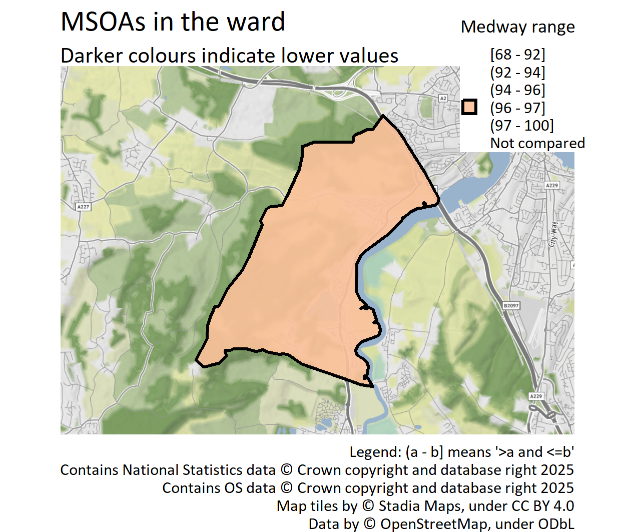 MSOAs in the ward
Darker colours indicate lower values
Medway range
[68 - 92]
(92 - 94]
(94 - 96]
(96 - 97]
(97 - 100]
Not compared
A2
A229
A227
City Way
B2097
A229
Legend: (a - b] means '>a and <=b'
Contains National Statistics data © Crown copyright and database right 2025
Contains OS data © Crown copyright and database right 2025
Map tiles by © Stadia Maps, under CC BY 4.0
Data by © OpenStreetMap, under ODbL